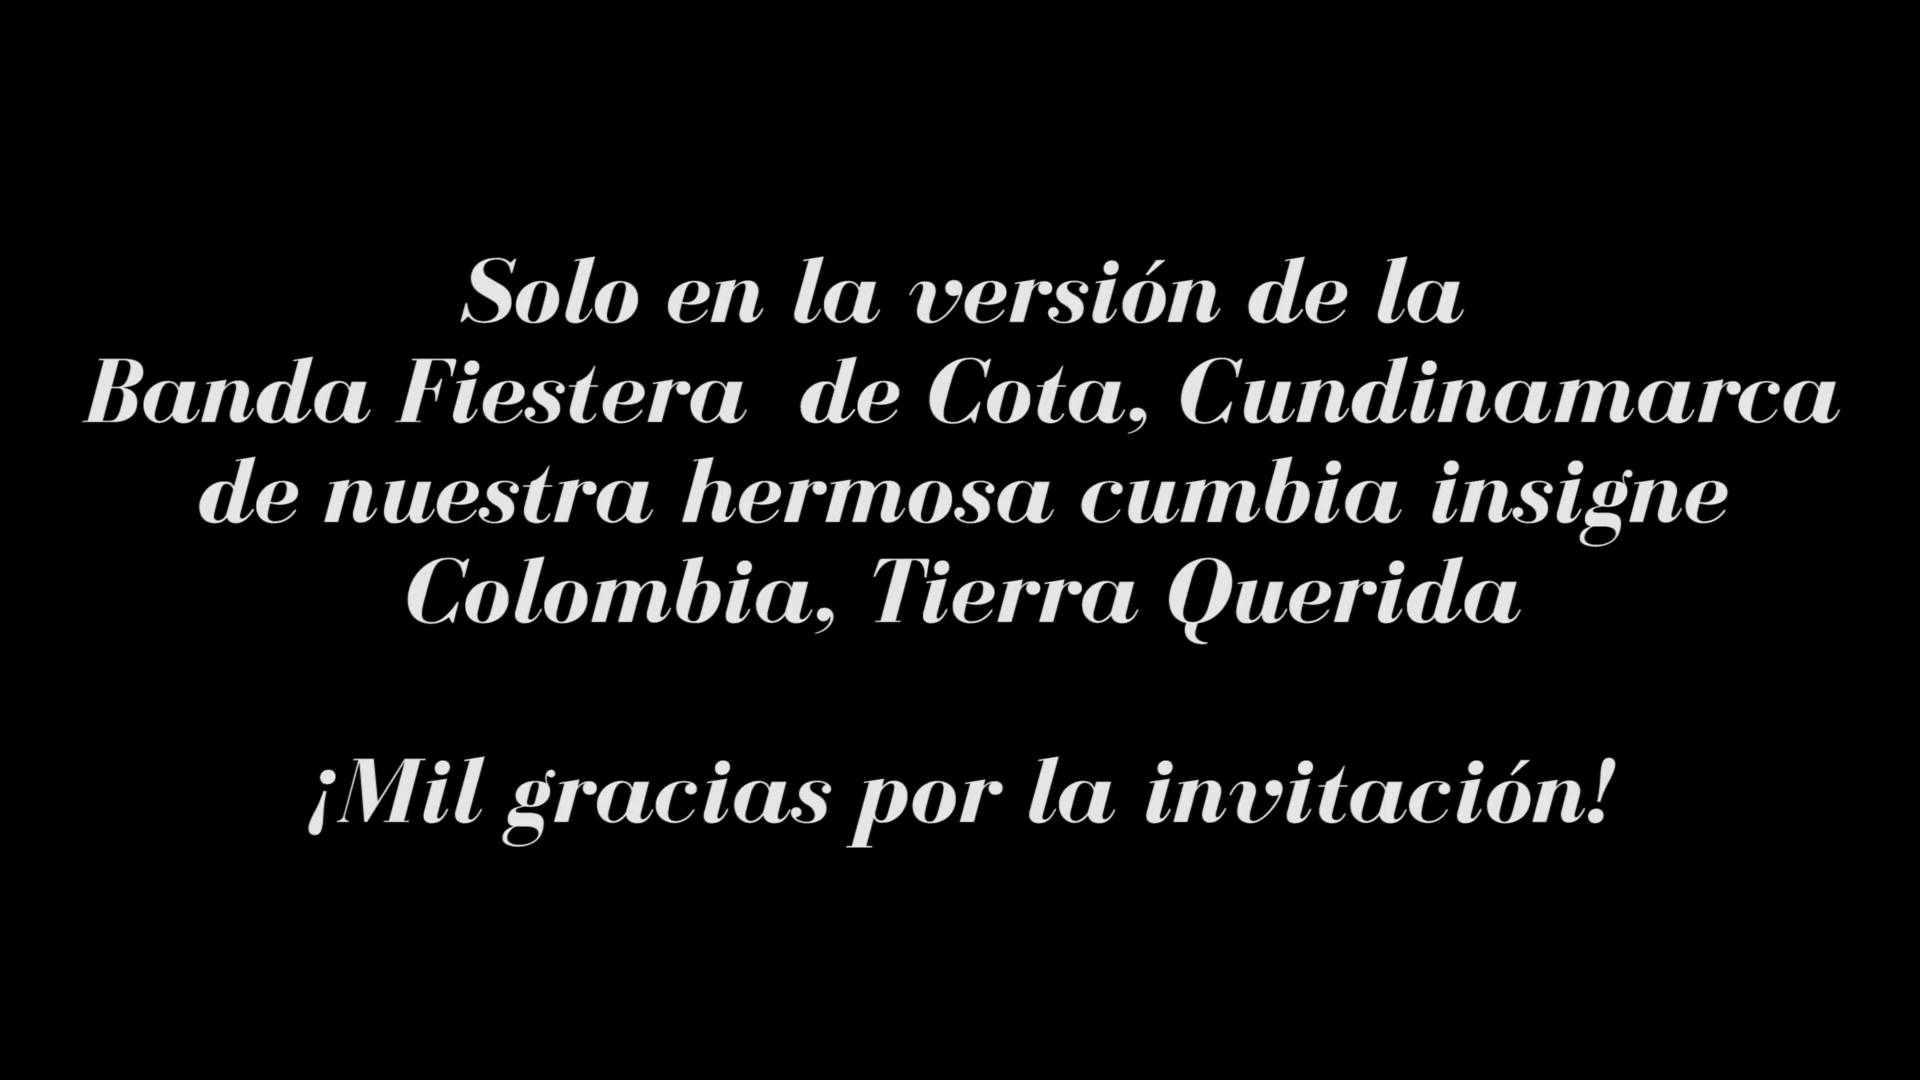 Solo en la versión de la
Banda Fiestera  de Cota, Cundinamarca
de nuestra hermosa cumbia insigne
Colombia, Tierra Querida
¡Mil gracias por la invitación!